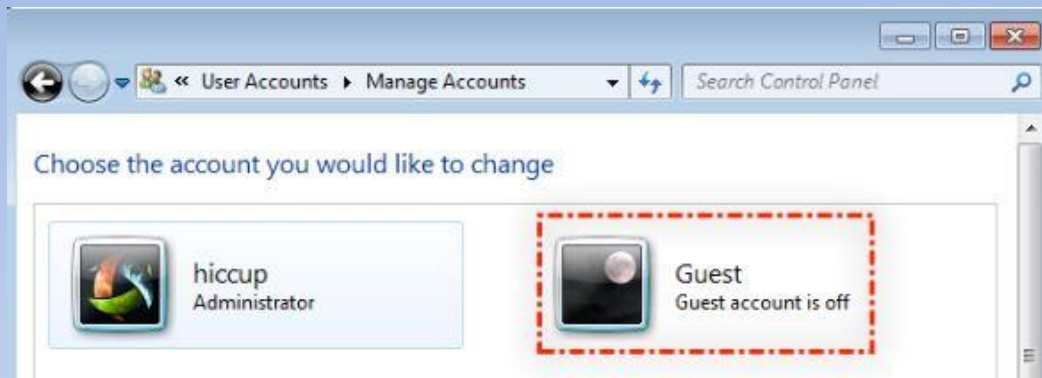 « User Accounts ▸ Manage Accounts
Search Control Panel
Choose the account you would like to change
hiccup
Administrator
Guest
Guest account is off